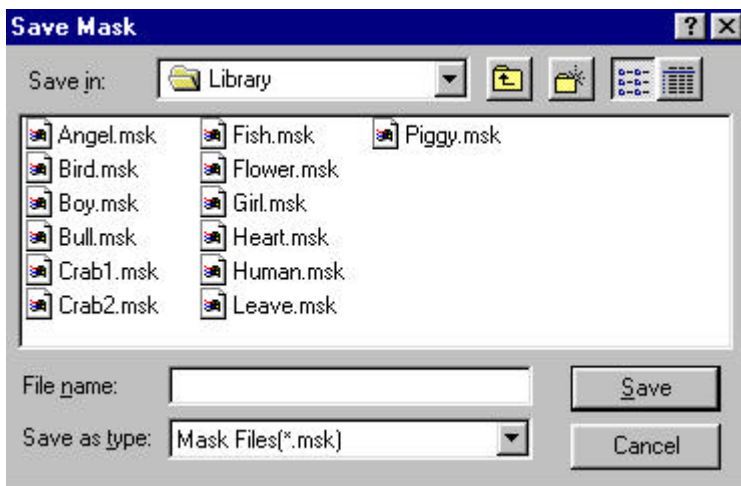 Save Mask
Save in: Library
Angel.msk Fish.msk Piggy.msk
Bird.msk Flower.msk
Boy.msk Girl.msk
Bull.msk Heart.msk
Crab1.msk Human.msk
Crab2.msk Leave.msk
File name: Save
Save as type: Mask Files(*.msk) Cancel